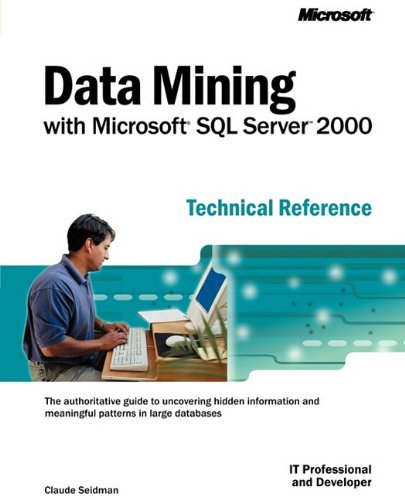 Microsoft®
Data Mining
with Microsoft® SQL Server™ 2000
Technical Reference
The authoritative guide to uncovering hidden information and
meaningful patterns in large databases
IT Professional
and Developer
Claude Seidman